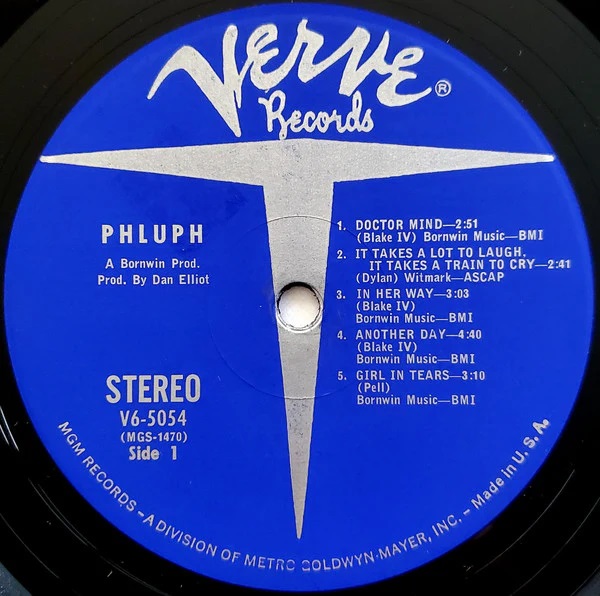 Verve®
Records
PHLUPH
A Bornwin Prod.
Prod. By Dan Elliot
STEREO
V6-5054
(MGS-1470)
Side 1
1. DOCTOR MIND—2:51
(Blake IV) Bornwin Music—BMI
2. IT TAKES A LOT TO LAUGH,
IT TAKES A TRAIN TO CRY—2:41
(Dylan) Witmark—ASCAP
3. IN HER WAY—3:03
(Blake IV)
Bornwin Music—BMI
4. ANOTHER DAY—4:40
(Blake IV)
Bornwin Music—BMI
5. GIRL IN TEARS—3:10
(Pell)
Bornwin Music—BMI
MGM RECORDS – A DIVISION OF METRO GOLDWYN-MAYER, INC. – Made in U. S. A.